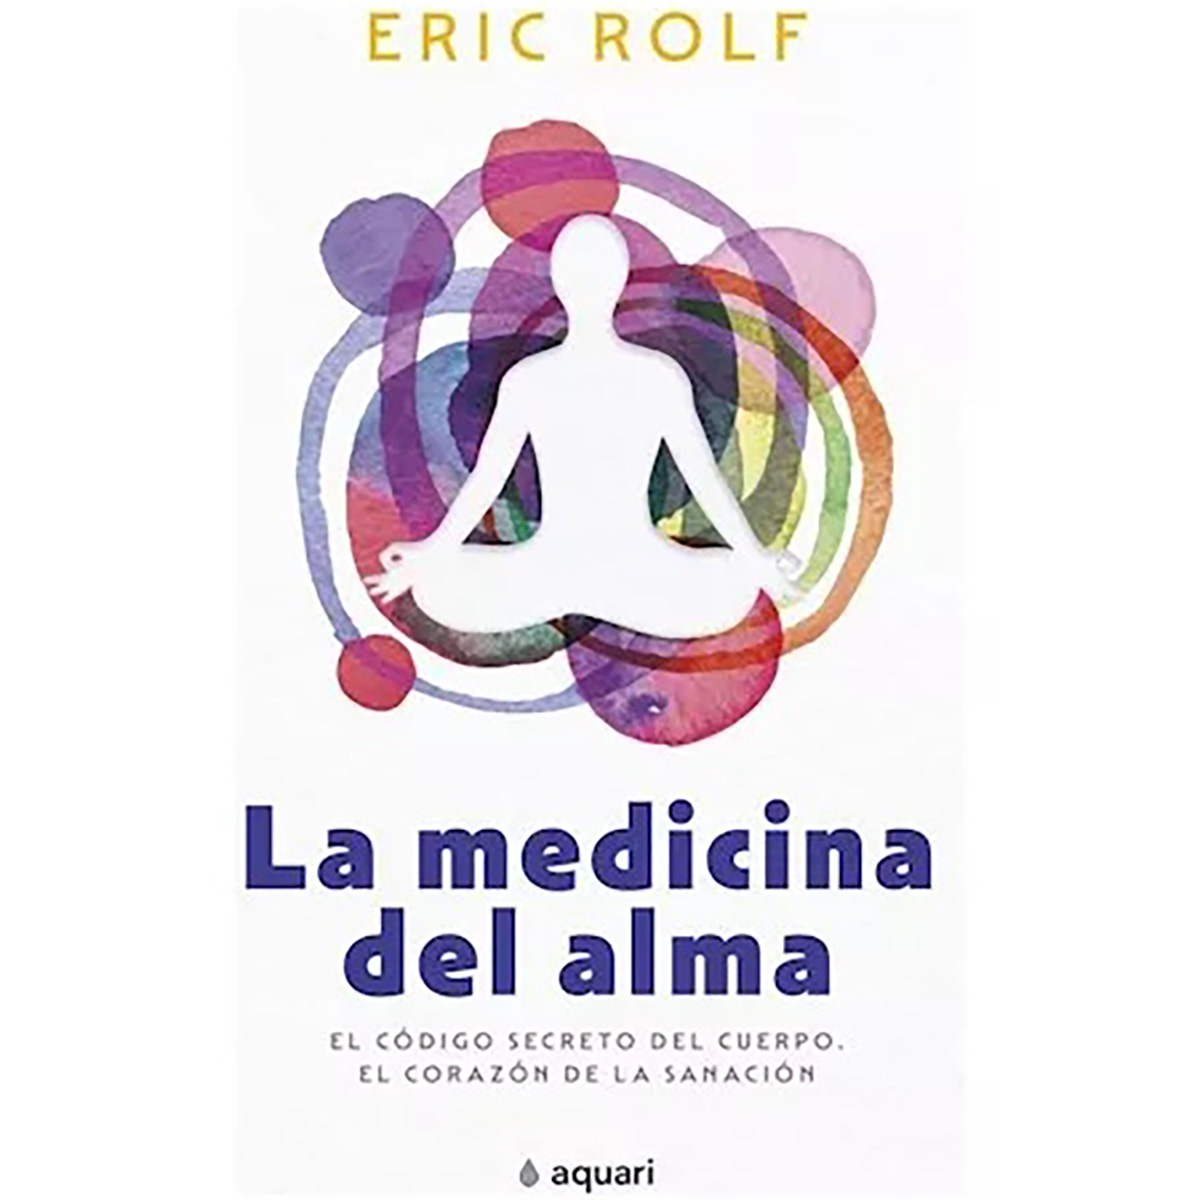 ERIC ROLF
La medicina
del alma
EL CÓDIGO SECRETO DEL CUERPO.
EL CORAZÓN DE LA SANACIÓN
aquari